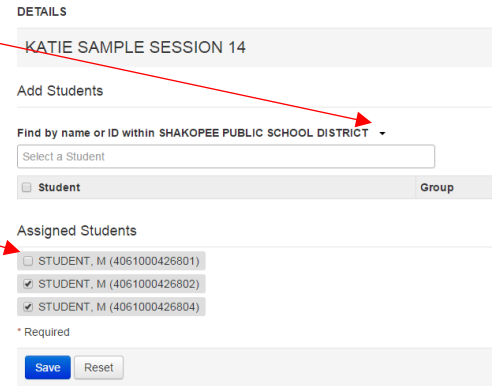 DETAILS
KATIE SAMPLE SESSION 14
Add Students
Find by name or ID within SHAKOPEE PUBLIC SCHOOL DISTRICT
Select a Student
Student Group
Assigned Students
STUDENT, M (4061000426801)
STUDENT, M (4061000426802)
STUDENT, M (4061000426804)
* Required
Save Reset